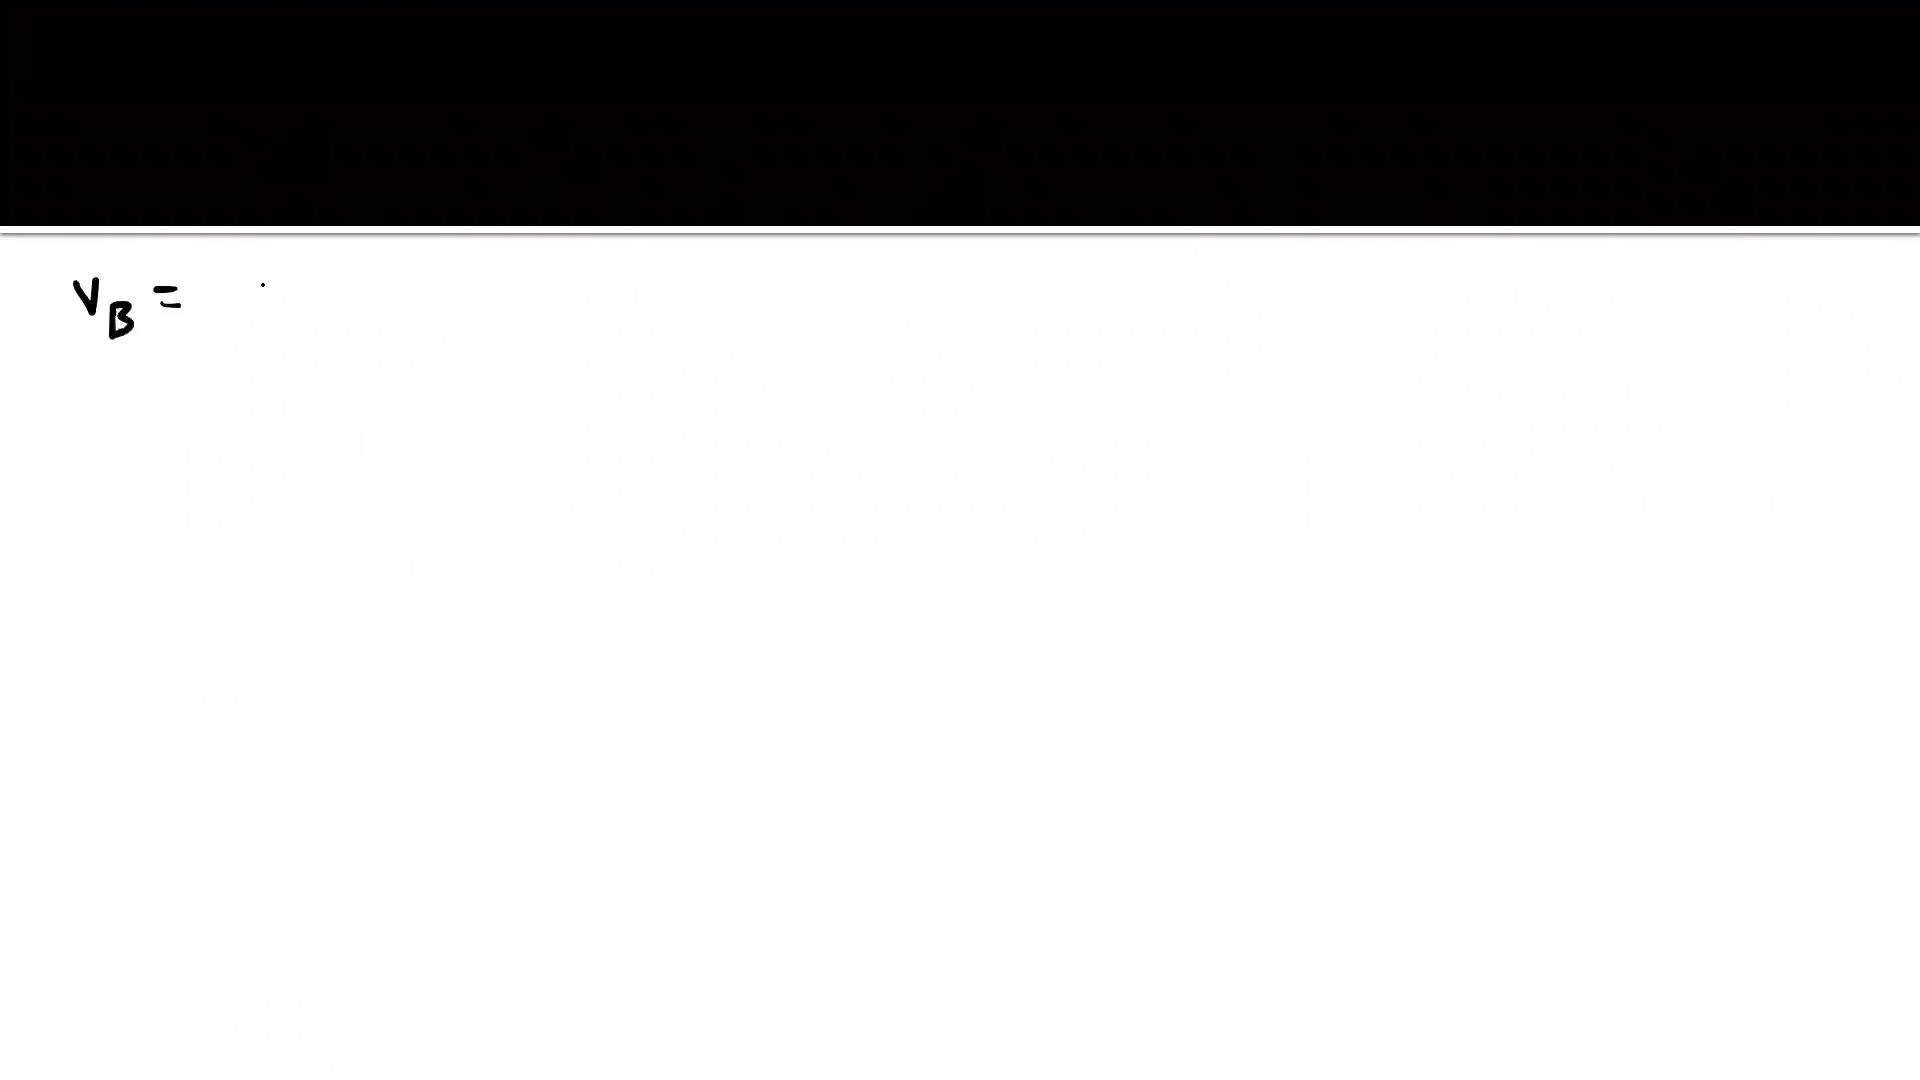 V_B =